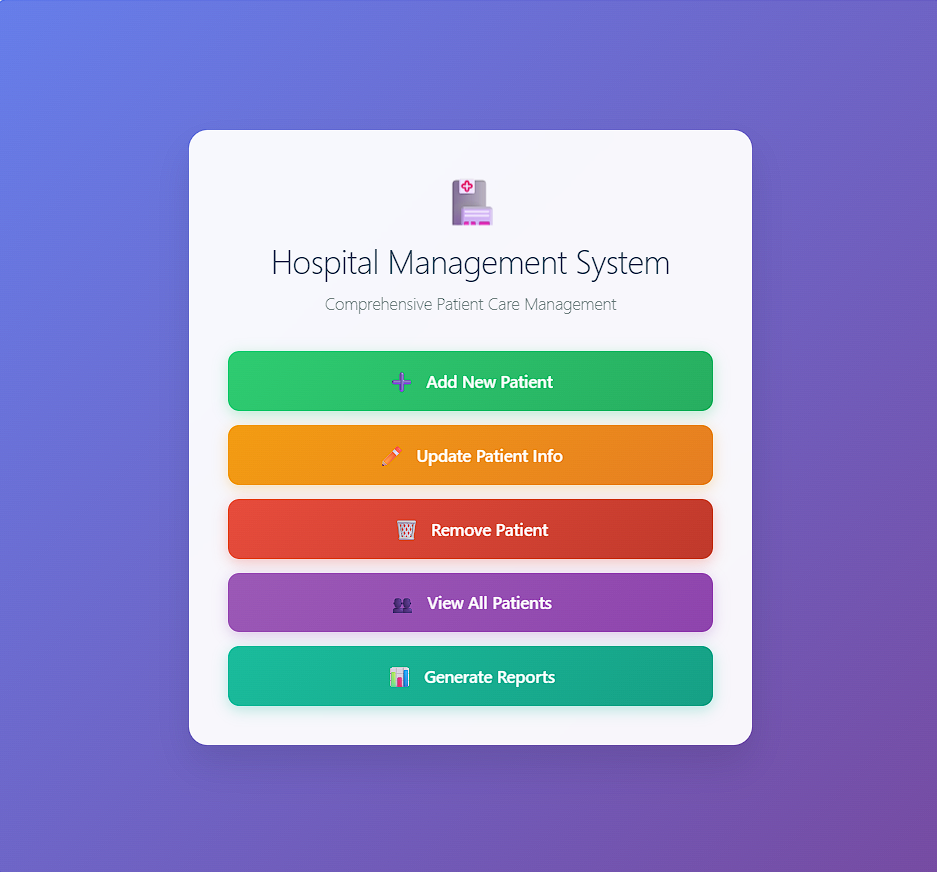 Hospital Management System
Comprehensive Patient Care Management
Add New Patient
Update Patient Info
Remove Patient
View All Patients
Generate Reports